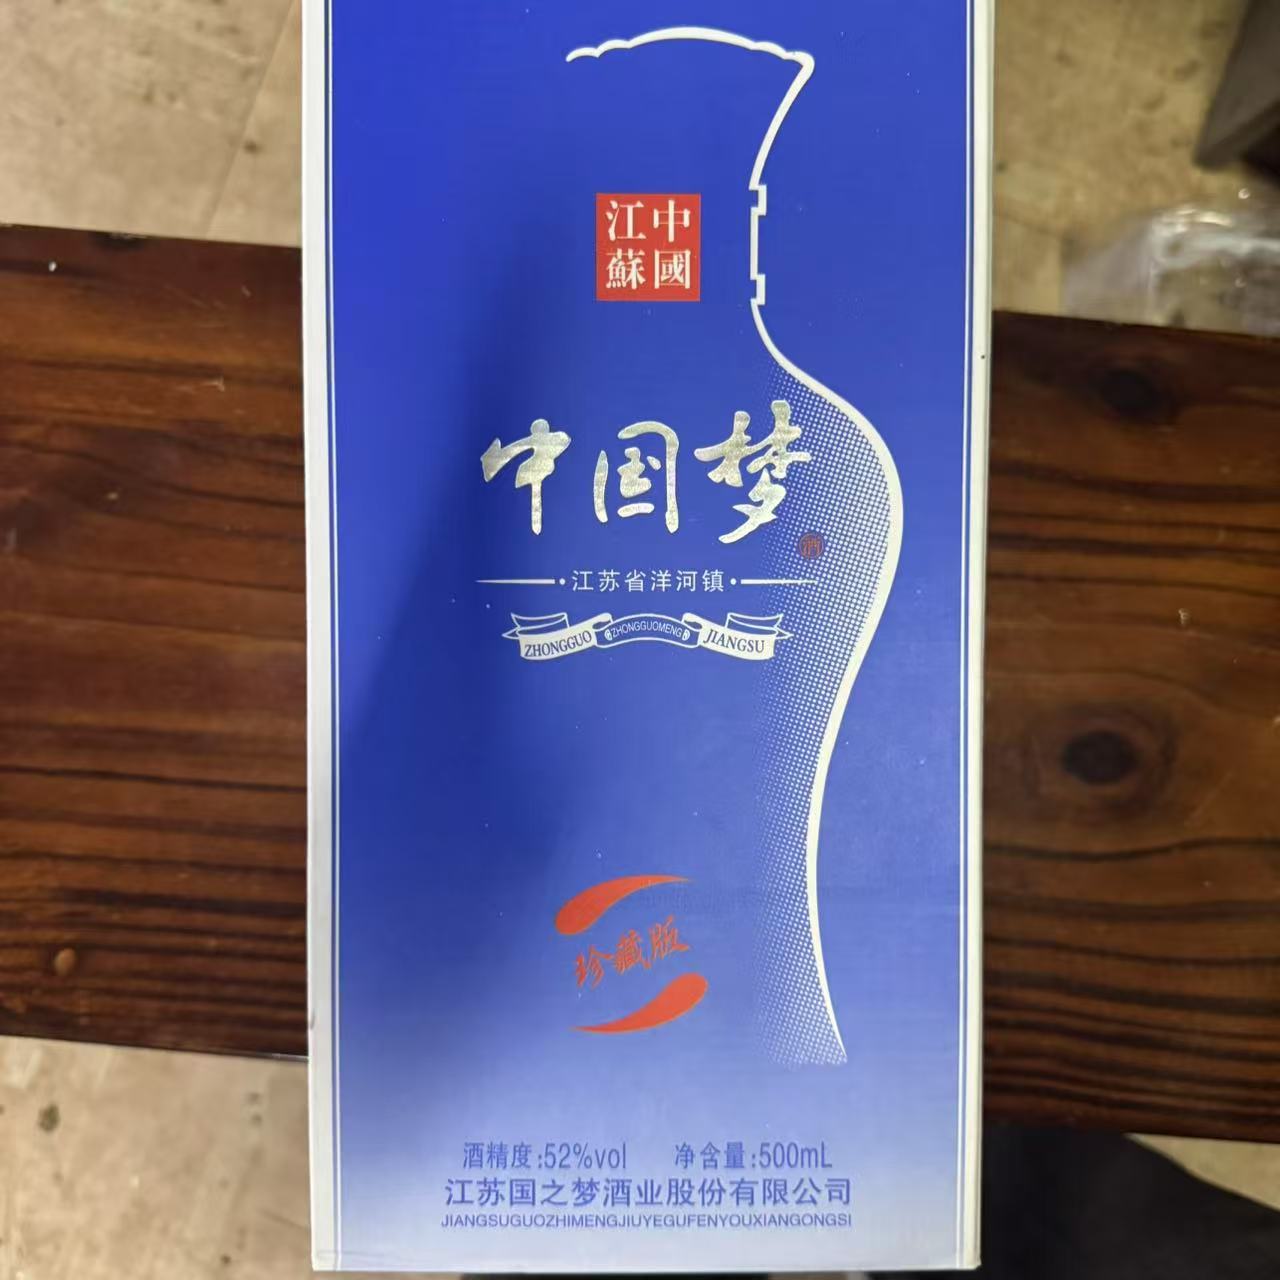 中國
江蘇
中国梦
酒
·江苏省洋河镇·
ZHONGGUO ZHONGGUOMENG JIANGSU
珍藏版
酒精度:52%vol 净含量:500mL
江苏国之梦酒业股份有限公司
JIANGSUGUOZHIMENGJIUYEGUFENYOUXIANGONGSI